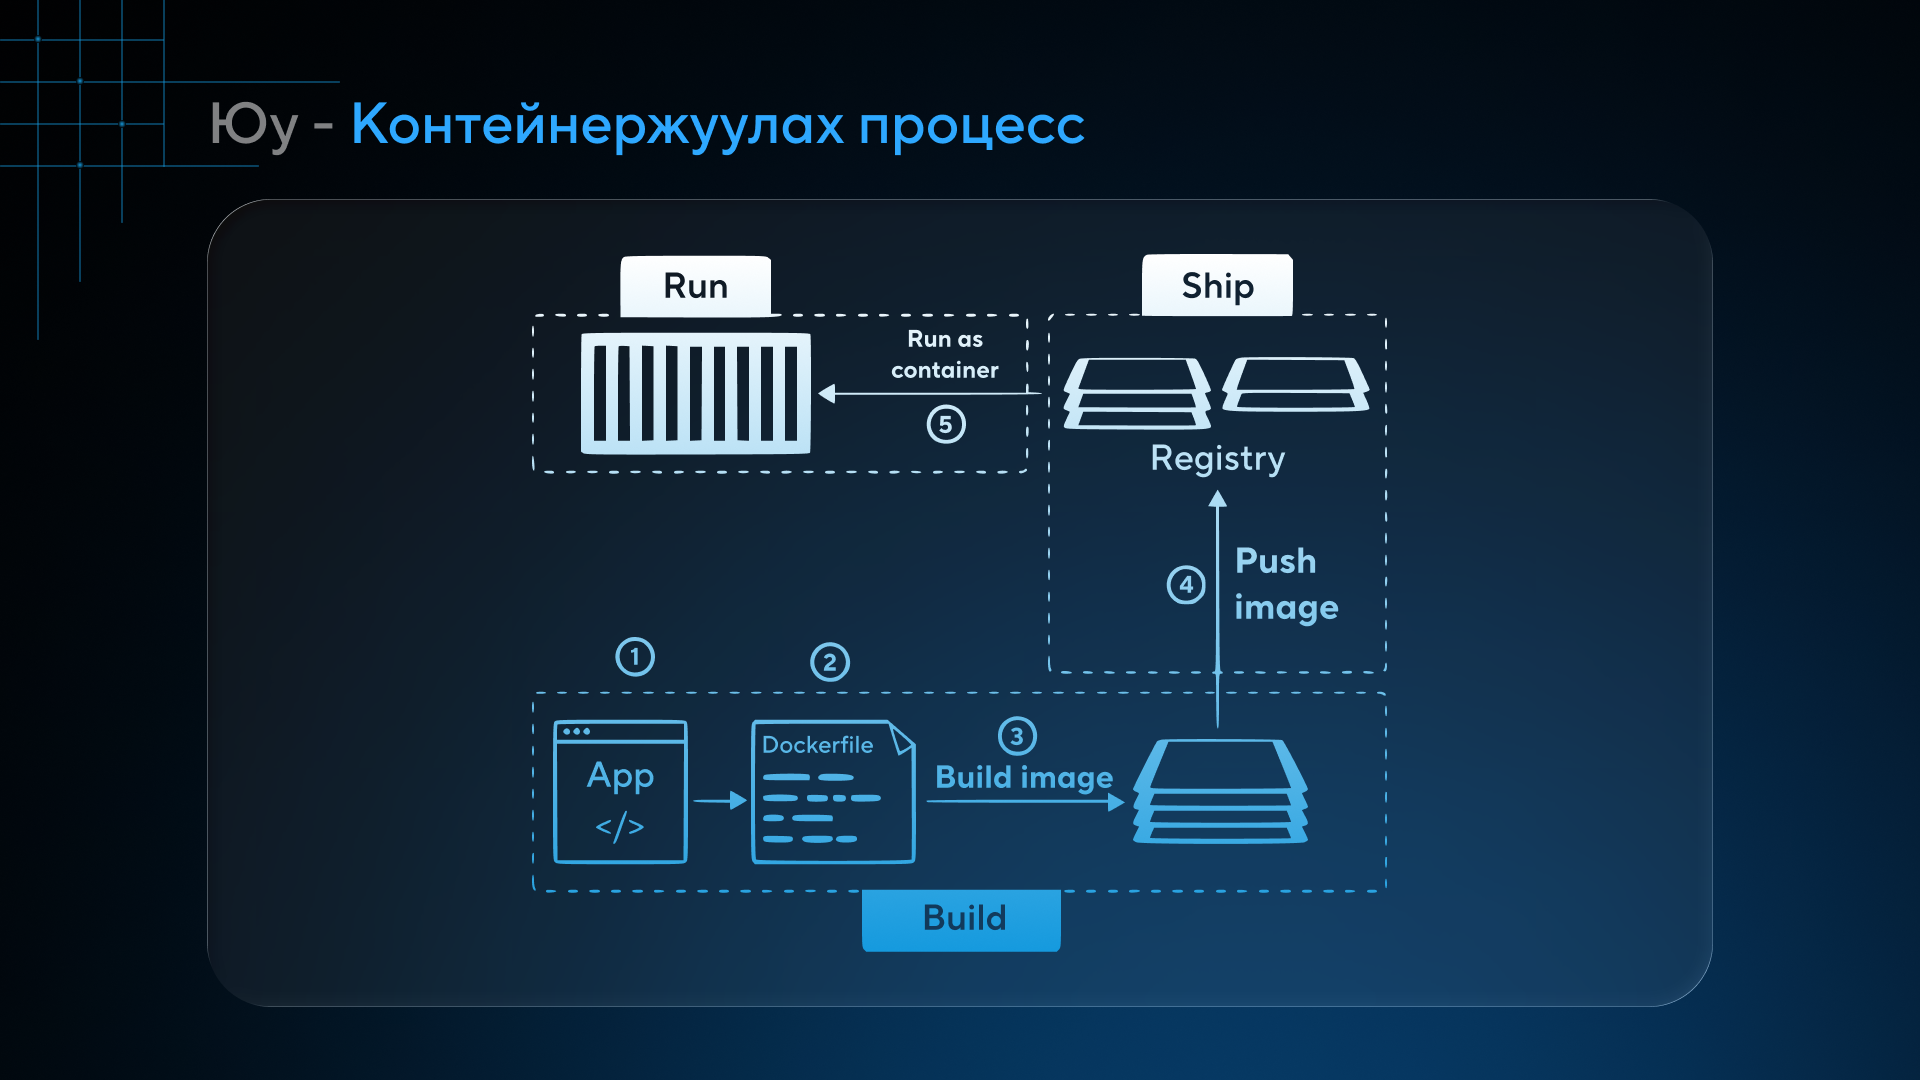 Юу - Контейнержуулах процесс
Run
Ship
Run as
container
5
Registry
4
Push
image
1
2
3
App
</>
Dockerfile
Build image
Build